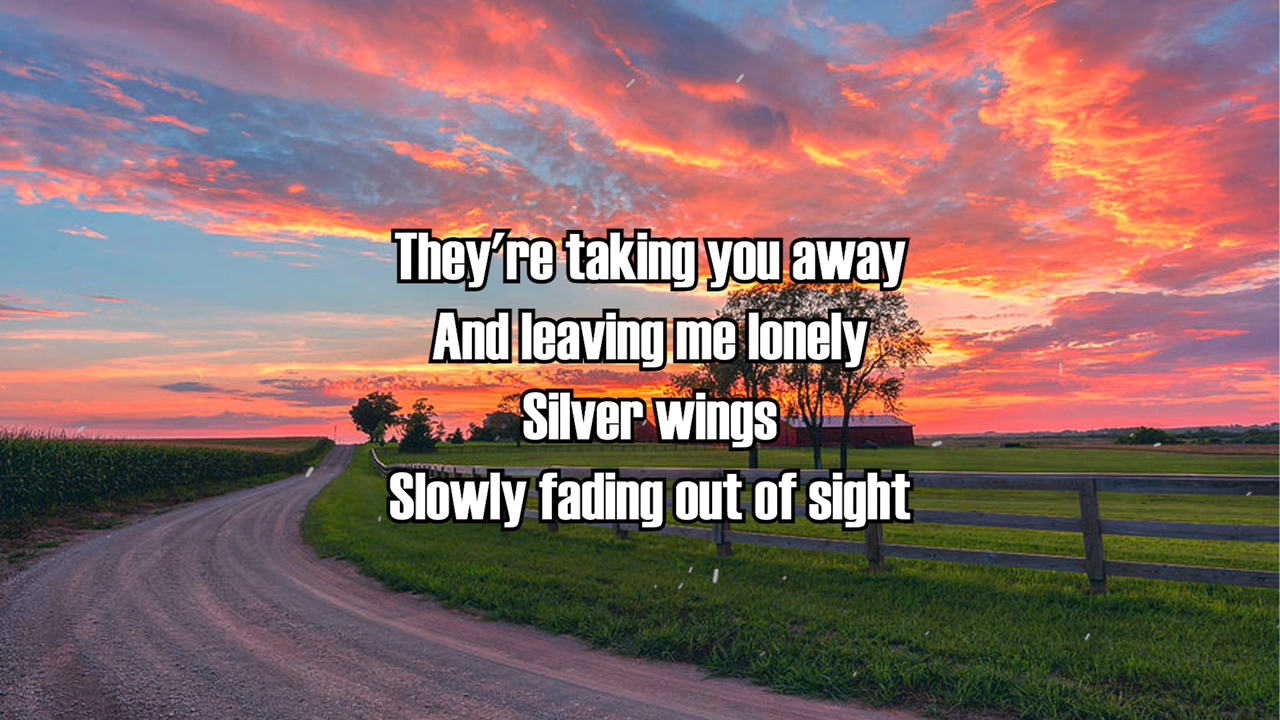 They're taking you away
And leaving me lonely
Silver wings
Slowly fading out of sight